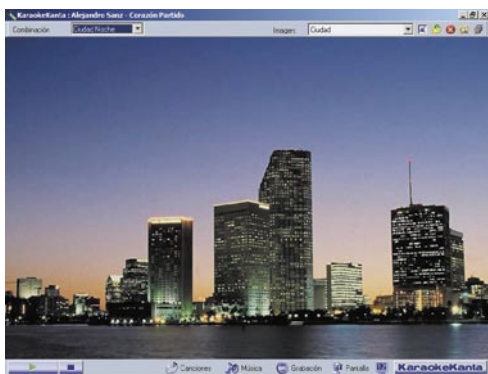 KaraokeKanta : Alejandro Sanz - Corazón Partido
Combinación Ciudad Noche Imagen Ciudad
Canciones Música Grabación Pantalla KaraokeKanta